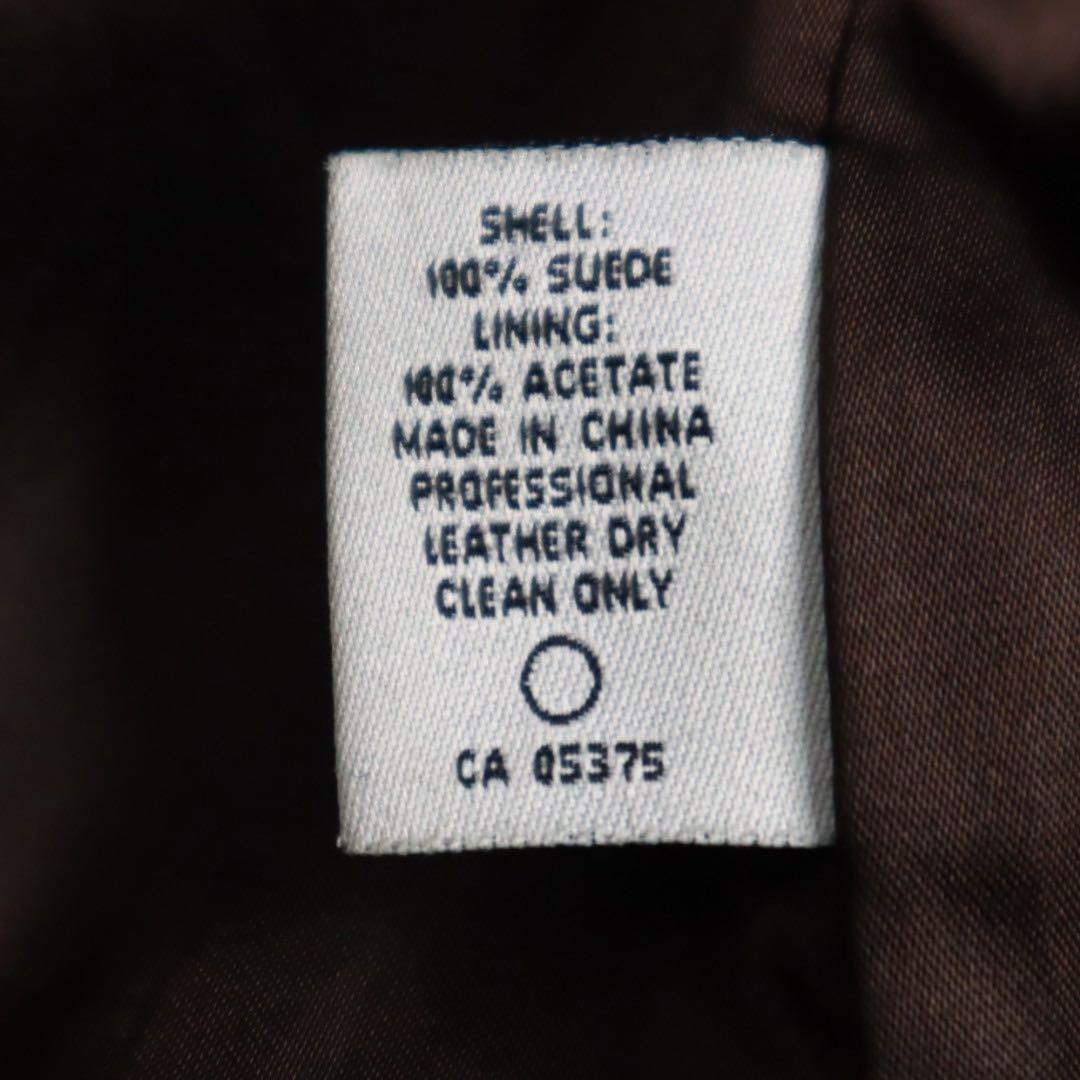 SHELL:
100% SUEDE
LINING:
100% ACETATE
MADE IN CHINA
PROFESSIONAL
LEATHER DRY
CLEAN ONLY
CA 05375